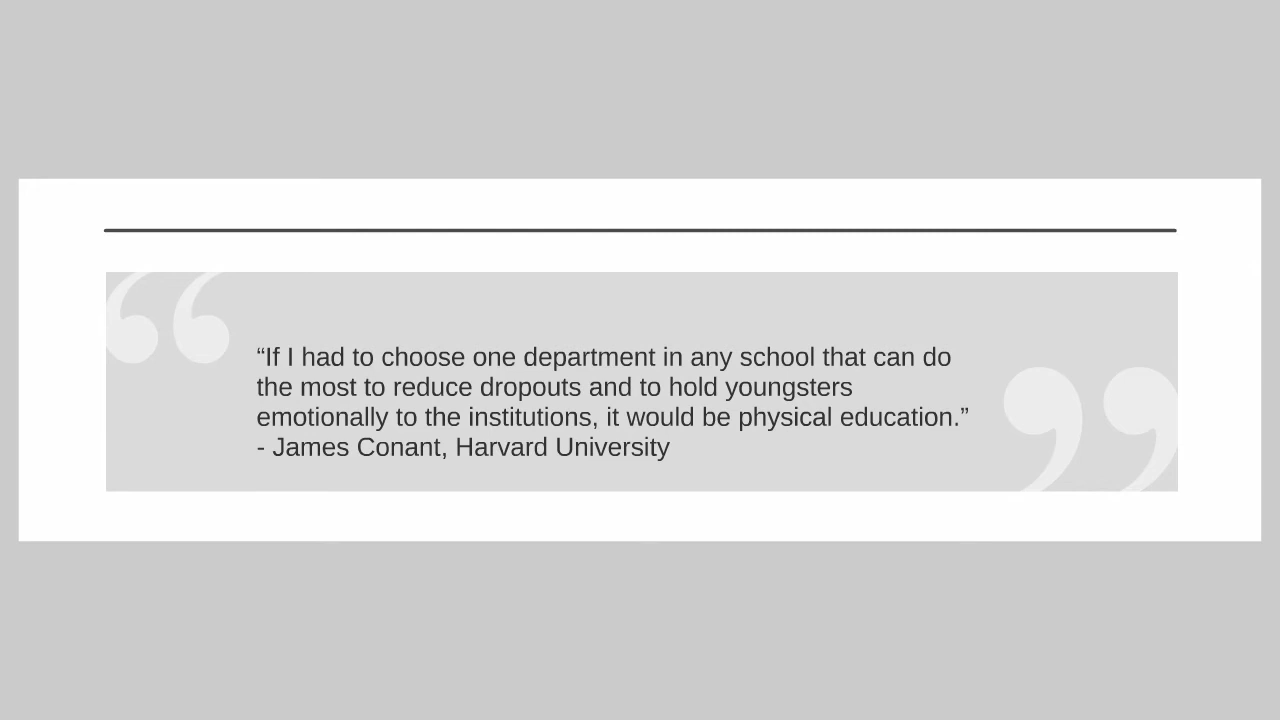 “If I had to choose one department in any school that can do
the most to reduce dropouts and to hold youngsters
emotionally to the institutions, it would be physical education.”
- James Conant, Harvard University